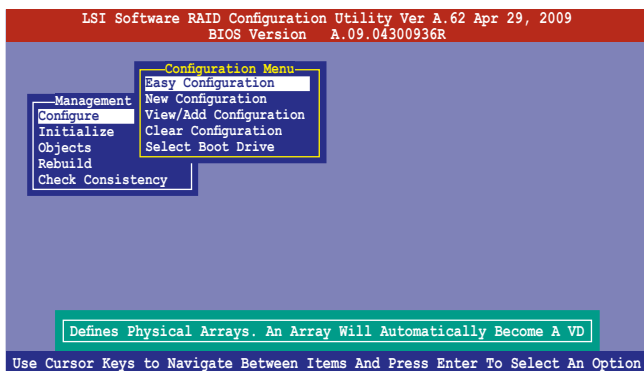 LSI Software RAID Configuration Utility Ver A.62 Apr 29, 2009
BIOS Version A.09.04300936R
Management
Configure
Initialize
Objects
Rebuild
Check Consistency
Configuration Menu
Easy Configuration
New Configuration
View/Add Configuration
Clear Configuration
Select Boot Drive
Defines Physical Arrays. An Array Will Automatically Become A VD
Use Cursor Keys to Navigate Between Items And Press Enter To Select An Option